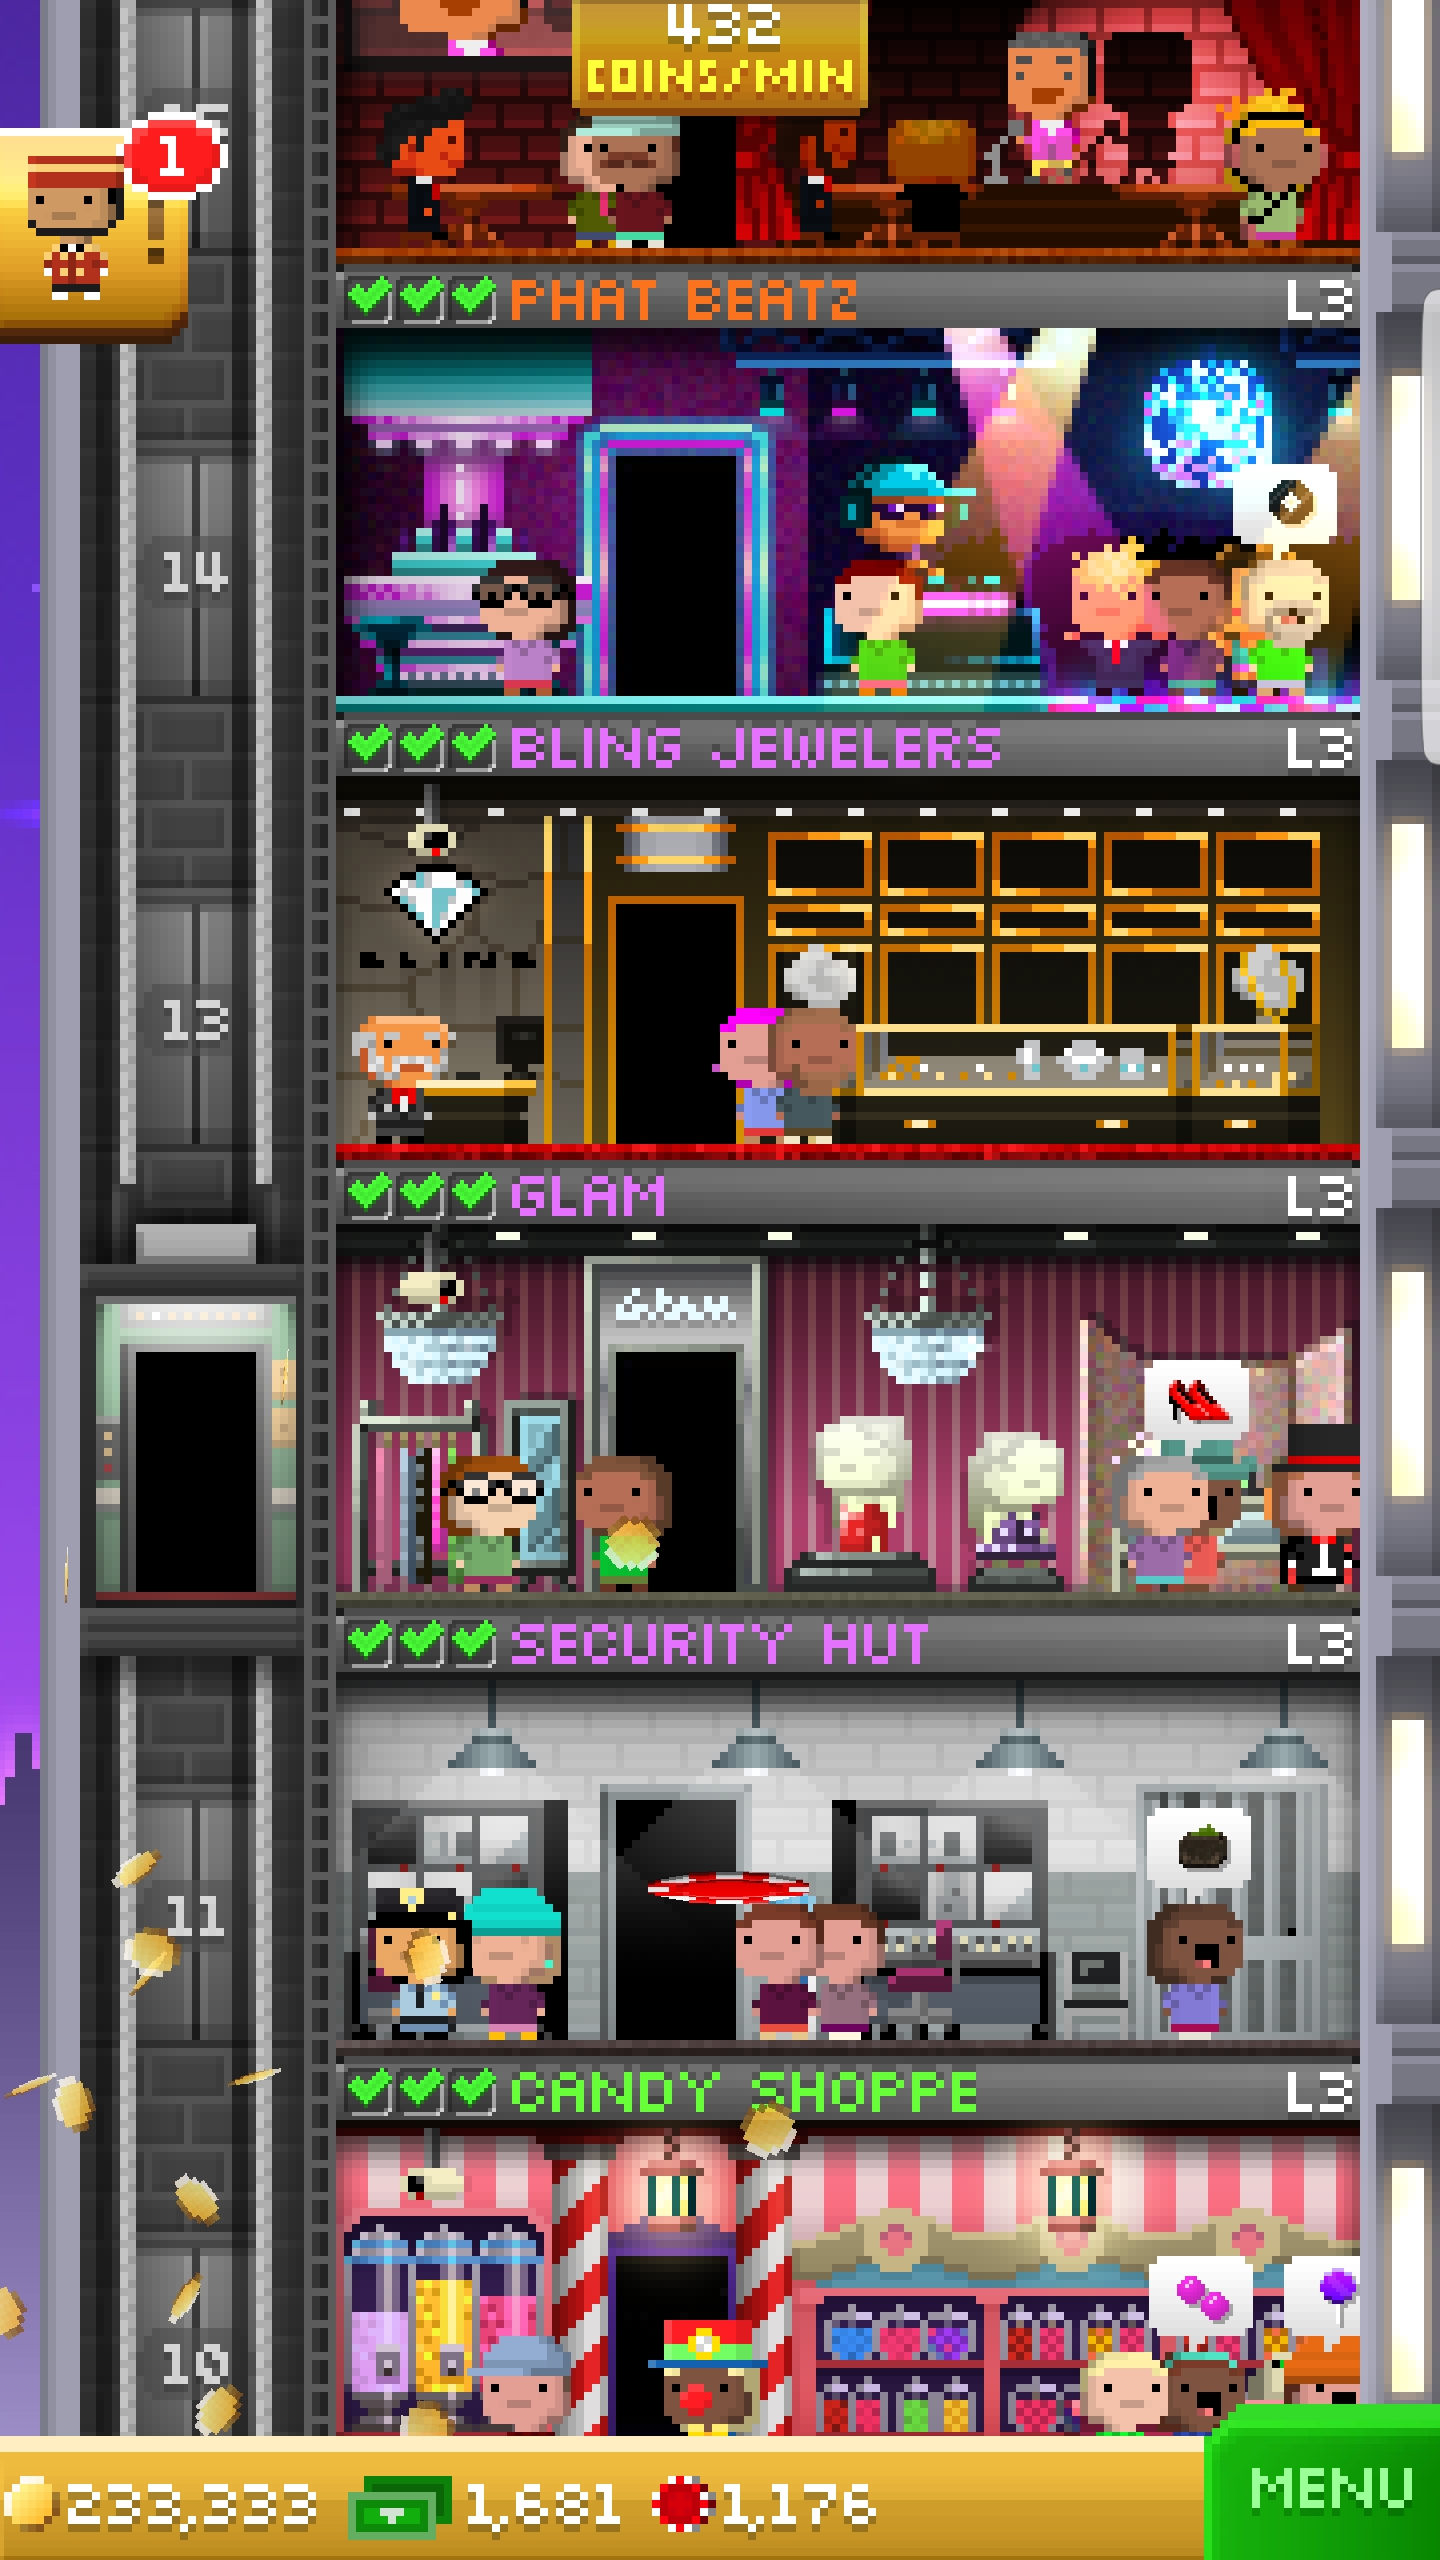 432
COINS/MIN
1
PHAT BEATZ L3
14
BLING JEWELERS L3
BLING
13
GLAM L3
Glam
SECURITY HUT L3
11
CANDY SHOPPE L3
10
233,333 1,681 1,176
MENU